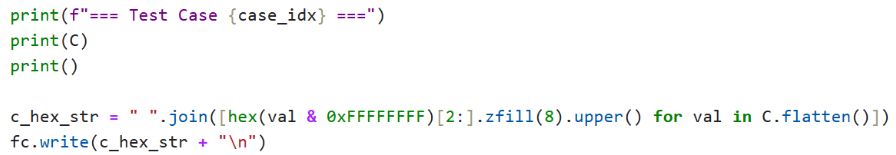 print(f"=== Test Case {case_idx} ===")
print(C)
print()
c_hex_str = " ".join([hex(val & 0xFFFFFFFF)[2:].zfill(8).upper() for val in C.flatten()])
fc.write(c_hex_str + "\n")